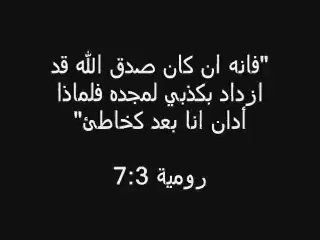 "فانه ان كان صدق الله قد
ازداد بكذبي لمجده فلماذا
أدان انا بعد كخاطئ"
رومية 7:3